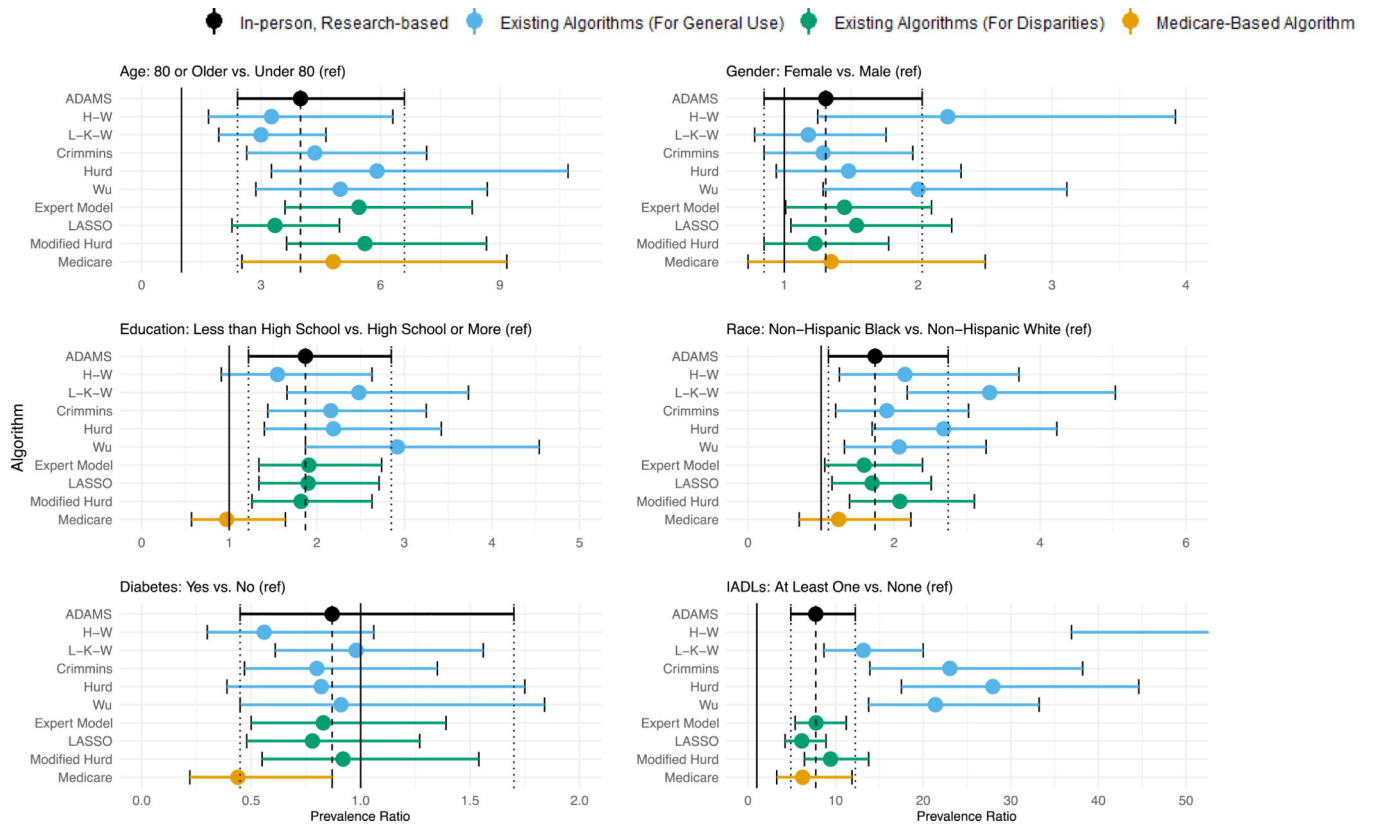 In-person, Research-based Existing Algorithms (For General Use) Existing Algorithms (For Disparities) Medicare-Based Algorithm
Age: 80 or Older vs. Under 80 (ref)
ADAMS
H−W
L−K−W
Crimmins
Hurd
Wu
Expert Model
LASSO
Modified Hurd
Medicare
0 3 6 9
Gender: Female vs. Male (ref)
ADAMS
H−W
L−K−W
Crimmins
Hurd
Wu
Expert Model
LASSO
Modified Hurd
Medicare
1 2 3 4
Algorithm
Education: Less than High School vs. High School or More (ref)
ADAMS
H−W
L−K−W
Crimmins
Hurd
Wu
Expert Model
LASSO
Modified Hurd
Medicare
0 1 2 3 4 5
Race: Non−Hispanic Black vs. Non−Hispanic White (ref)
ADAMS
H−W
L−K−W
Crimmins
Hurd
Wu
Expert Model
LASSO
Modified Hurd
Medicare
0 2 4 6
Diabetes: Yes vs. No (ref)
ADAMS
H−W
L−K−W
Crimmins
Hurd
Wu
Expert Model
LASSO
Modified Hurd
Medicare
0.0 0.5 1.0 1.5 2.0
Prevalence Ratio
IADLs: At Least One vs. None (ref)
ADAMS
H−W
L−K−W
Crimmins
Hurd
Wu
Expert Model
LASSO
Modified Hurd
Medicare
0 10 20 30 40 50
Prevalence Ratio